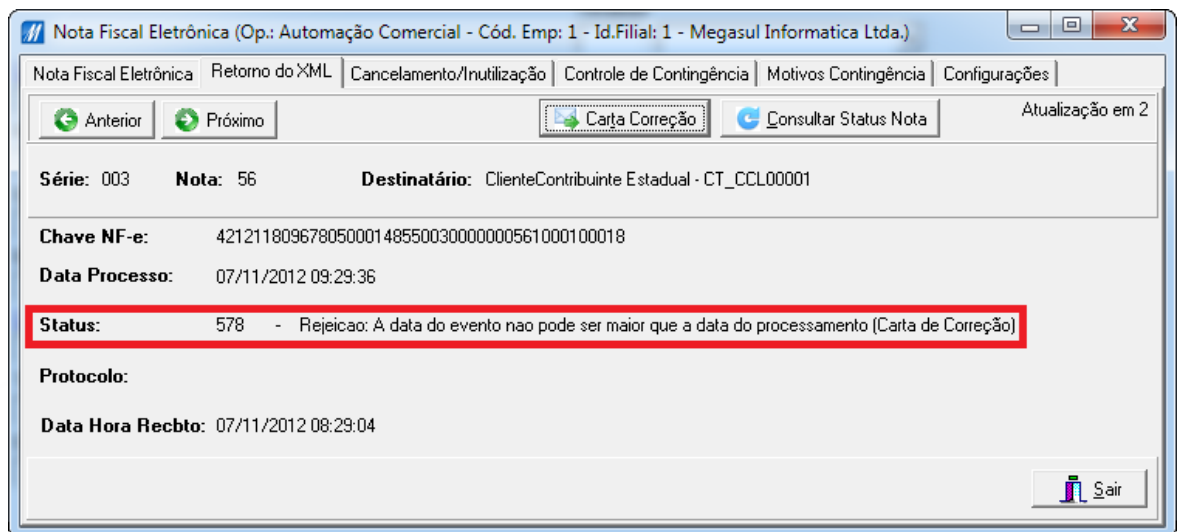 Nota Fiscal Eletrônica (Op.: Automação Comercial - Cód. Emp: 1 - Id.Filial: 1 - Megasul Informatica Ltda.)
Nota Fiscal Eletrônica Retorno do XML Cancelamento/Inutilização Controle de Contingência Motivos Contingência Configurações
Anterior Próximo Carta Correção Consultar Status Nota Atualização em 2
Série: 003 Nota: 56 Destinatário: ClienteContribuinte Estadual - CT_CCL00001
Chave NF-e: 42121180967805000148550030000000561000100018
Data Processo: 07/11/2012 09:29:36
Status: 578 - Rejeicao: A data do evento nao pode ser maior que a data do processamento (Carta de Correção)
Protocolo:
Data Hora Recbto: 07/11/2012 08:29:04
Sair